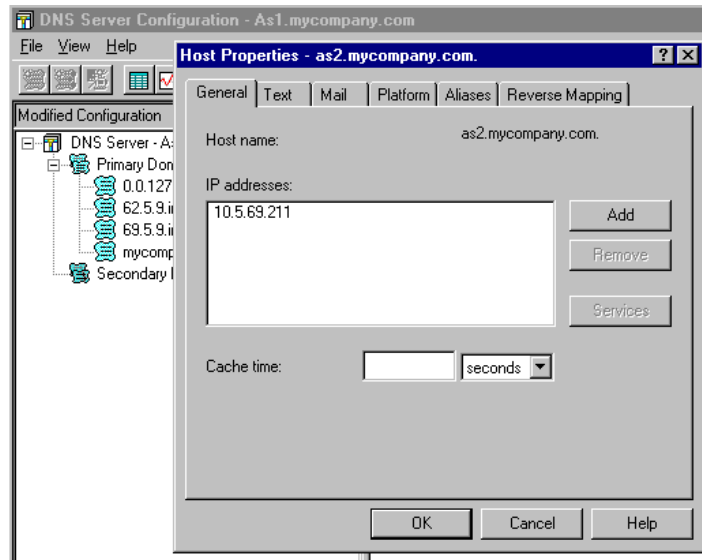 DNS Server Configuration - As1.mycompany.com
File View Help
Modified Configuration
DNS Server - A
Primary Don
0.0.127
62.5.9.i
69.5.9.i
mycomp
Secondary I
Host Properties - as2.mycompany.com.
General Text Mail Platform Aliases Reverse Mapping
Host name: as2.mycompany.com.
IP addresses:
10.5.69.211
Add
Remove
Services
Cache time: seconds
OK Cancel Help